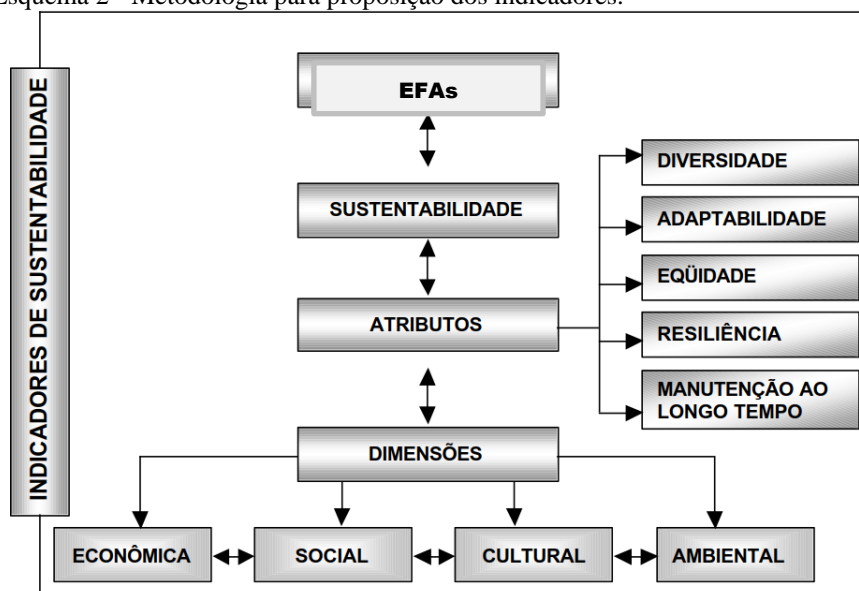 Esquema 2 - Metodologia para proposição dos indicadores.
INDICADORES DE SUSTENTABILIDADE
EFAs
SUSTENTABILIDADE
ATRIBUTOS
DIVERSIDADE
ADAPTABILIDADE
EQÜIDADE
RESILIÊNCIA
MANUTENÇÃO AO
LONGO TEMPO
DIMENSÕES
ECONÔMICA
SOCIAL
CULTURAL
AMBIENTAL